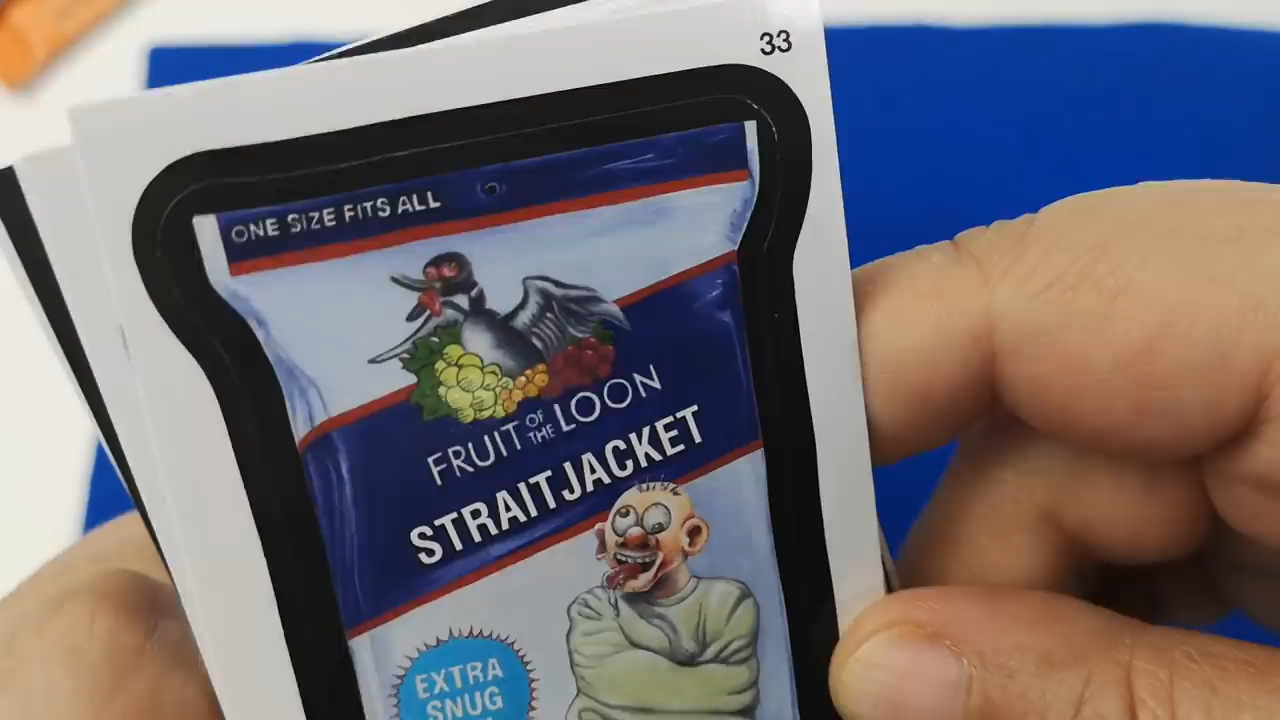 33
ONE SIZE FITS ALL
FRUIT OF THE LOON
STRAITJACKET
EXTRA
SNUG